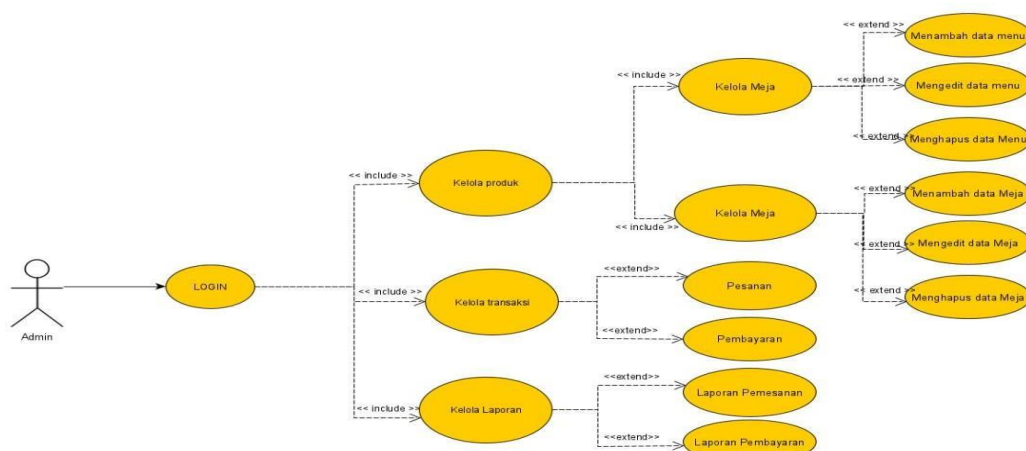 << extend >>
Menambah data menu
<< include >>
Kelola Meja
<< extend >>
Mengedit data menu
<< extend >>
Menghapus data Menu
<< include >>
Kelola produk
<< extend >>
Menambah data Meja
Kelola Meja
<< include >>
<< extend >>
Mengedit data Meja
Admin
LOGIN
<< include >>
Kelola transaksi
<<extend>>
Pesanan
<< extend >>
Menghapus data Meja
<<extend>>
Pembayaran
<< include >>
Kelola Laporan
<<extend>>
Laporan Pemesanan
<<extend>>
Laporan Pembayaran